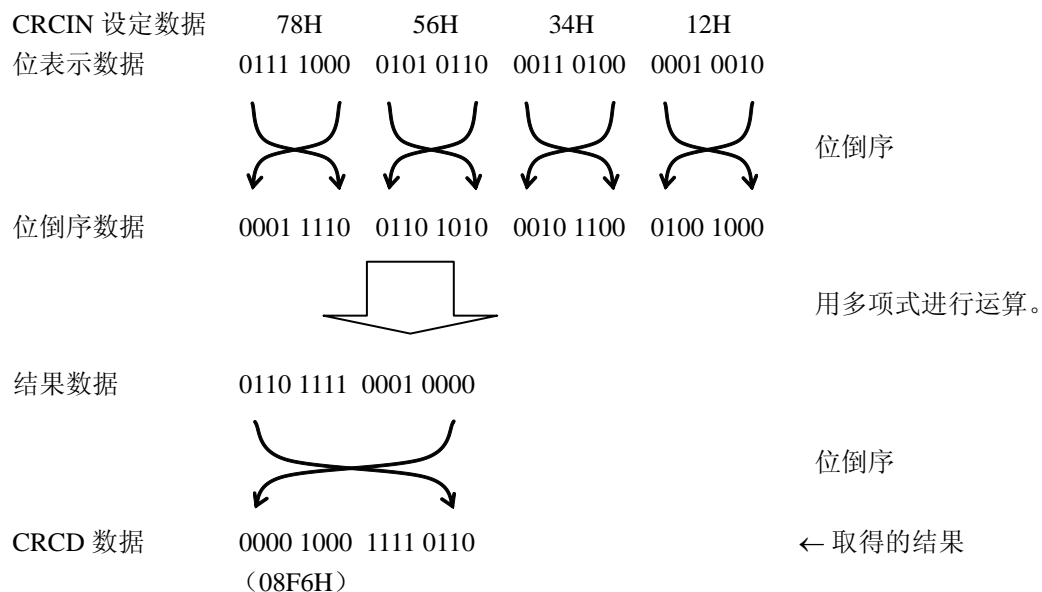 CRCIN 设定数据 78H 56H 34H 12H
位表示数据 0111 1000 0101 0110 0011 0100 0001 0010
位倒序
位倒序数据 0001 1110 0110 1010 0010 1100 0100 1000
用多项式进行运算。
结果数据 0110 1111 0001 0000
位倒序
CRCD 数据 0000 1000 1111 0110 ← 取得的结果
（08F6H）